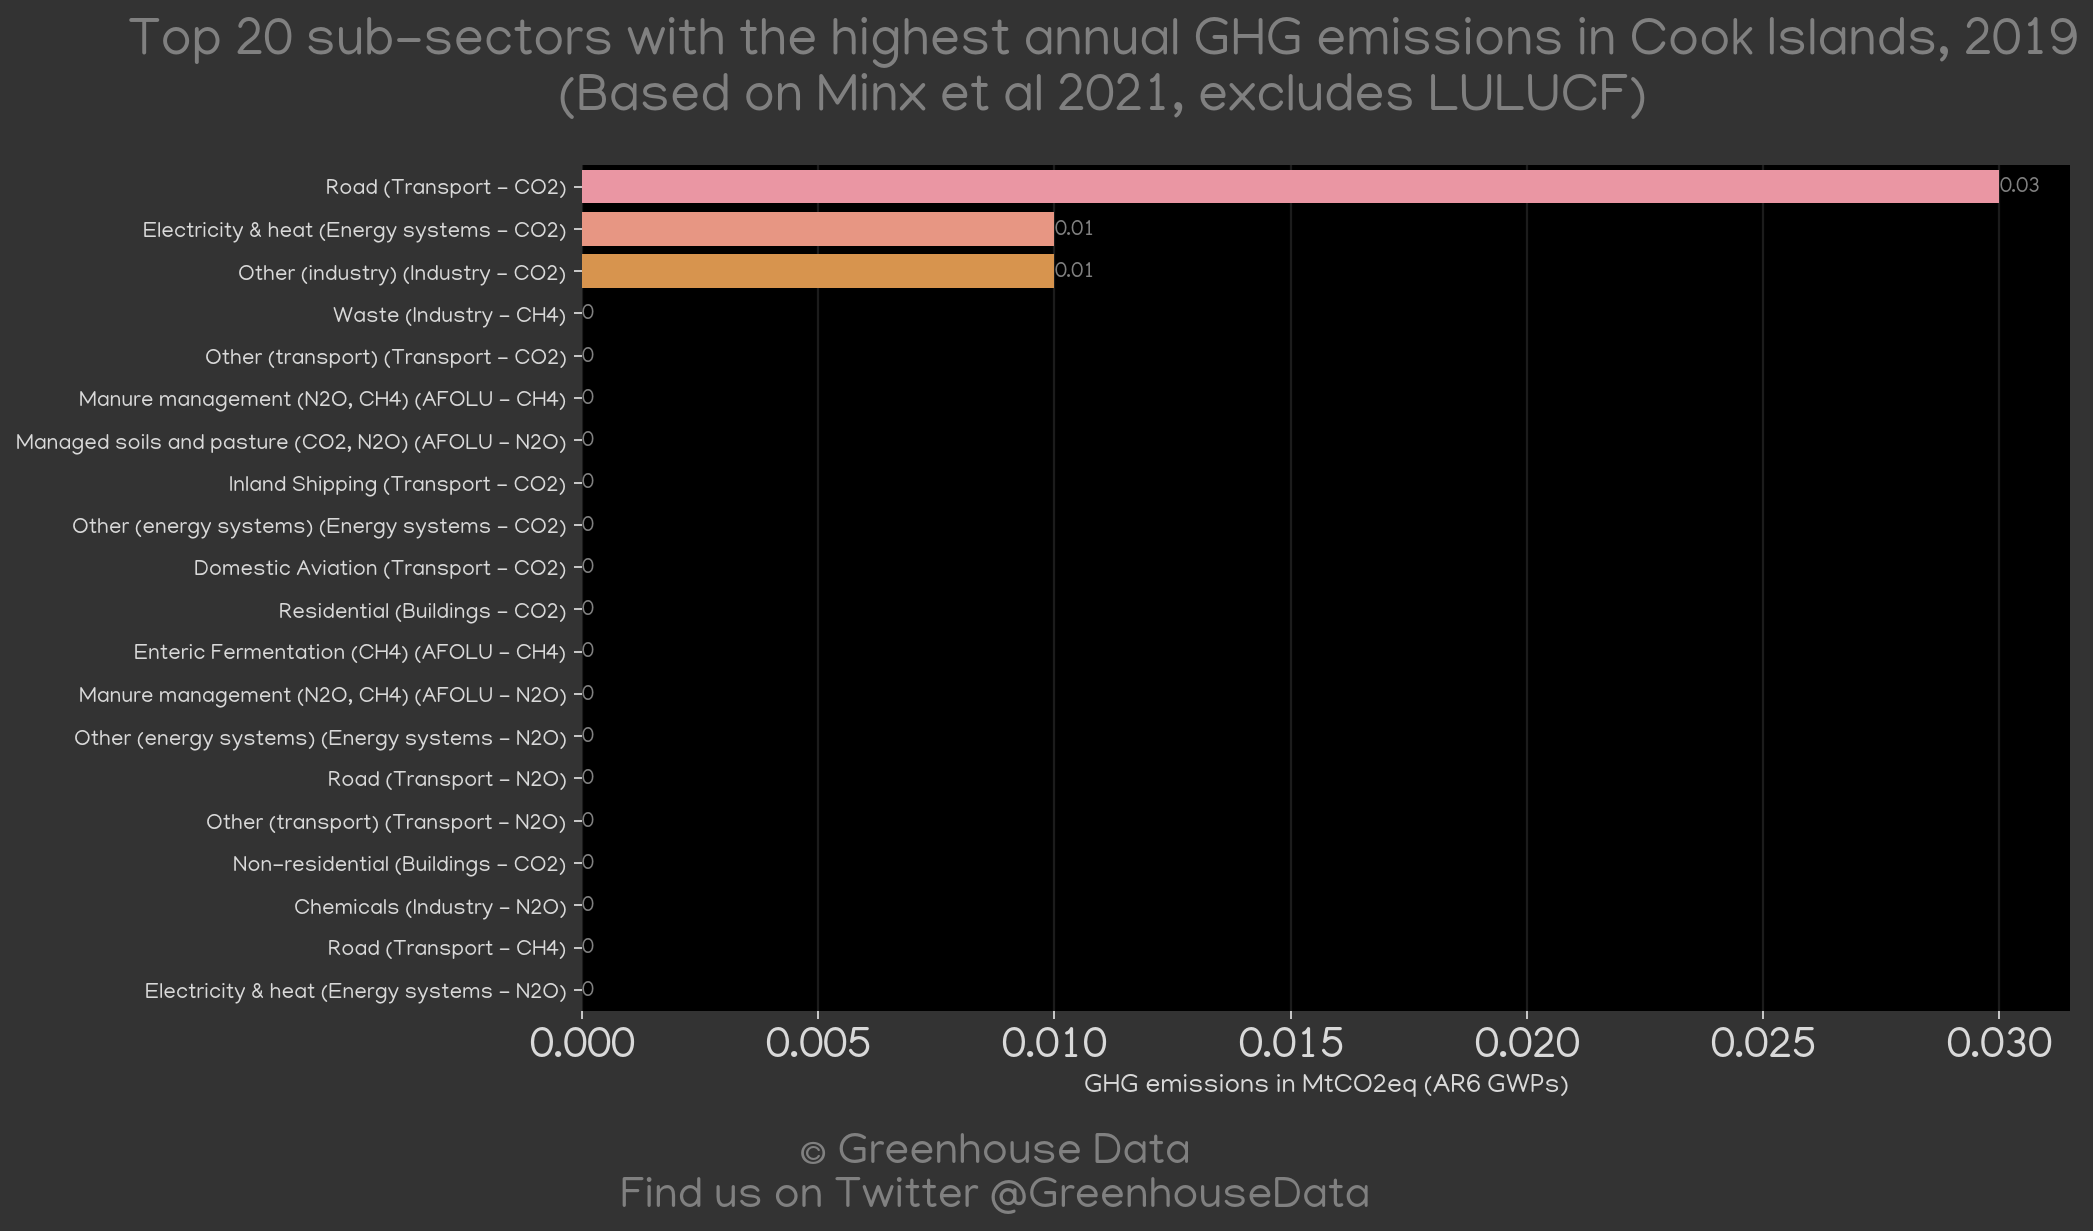 Top 20 sub-sectors with the highest annual GHG emissions in Cook Islands, 2019
(Based on Minx et al 2021, excludes LULUCF)
Road (Transport - CO2) 0.03
Electricity & heat (Energy systems - CO2) 0.01
Other (industry) (Industry - CO2) 0.01
Waste (Industry - CH4) 0
Other (transport) (Transport - CO2) 0
Manure management (N2O, CH4) (AFOLU - CH4) 0
Managed soils and pasture (CO2, N2O) (AFOLU - N2O) 0
Inland Shipping (Transport - CO2) 0
Other (energy systems) (Energy systems - CO2) 0
Domestic Aviation (Transport - CO2) 0
Residential (Buildings - CO2) 0
Enteric Fermentation (CH4) (AFOLU - CH4) 0
Manure management (N2O, CH4) (AFOLU - N2O) 0
Other (energy systems) (Energy systems - N2O) 0
Road (Transport - N2O) 0
Other (transport) (Transport - N2O) 0
Non-residential (Buildings - CO2) 0
Chemicals (Industry - N2O) 0
Road (Transport - CH4) 0
Electricity & heat (Energy systems - N2O) 0
0.000 0.005 0.010 0.015 0.020 0.025 0.030
GHG emissions in MtCO2eq (AR6 GWPs)
© Greenhouse Data
Find us on Twitter @GreenhouseData